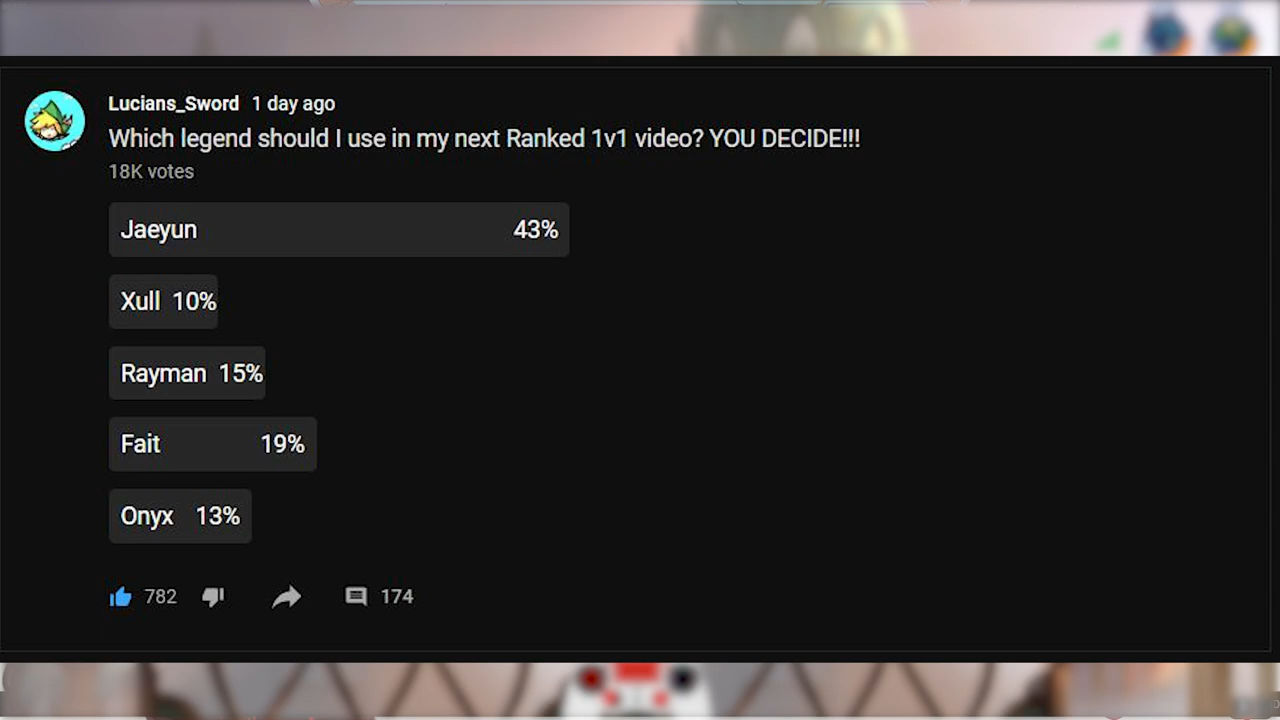 Lucians_Sword 1 day ago
Which legend should I use in my next Ranked 1v1 video? YOU DECIDE!!!
18K votes
Jaeyun 43%
Xull 10%
Rayman 15%
Fait 19%
Onyx 13%
782 174